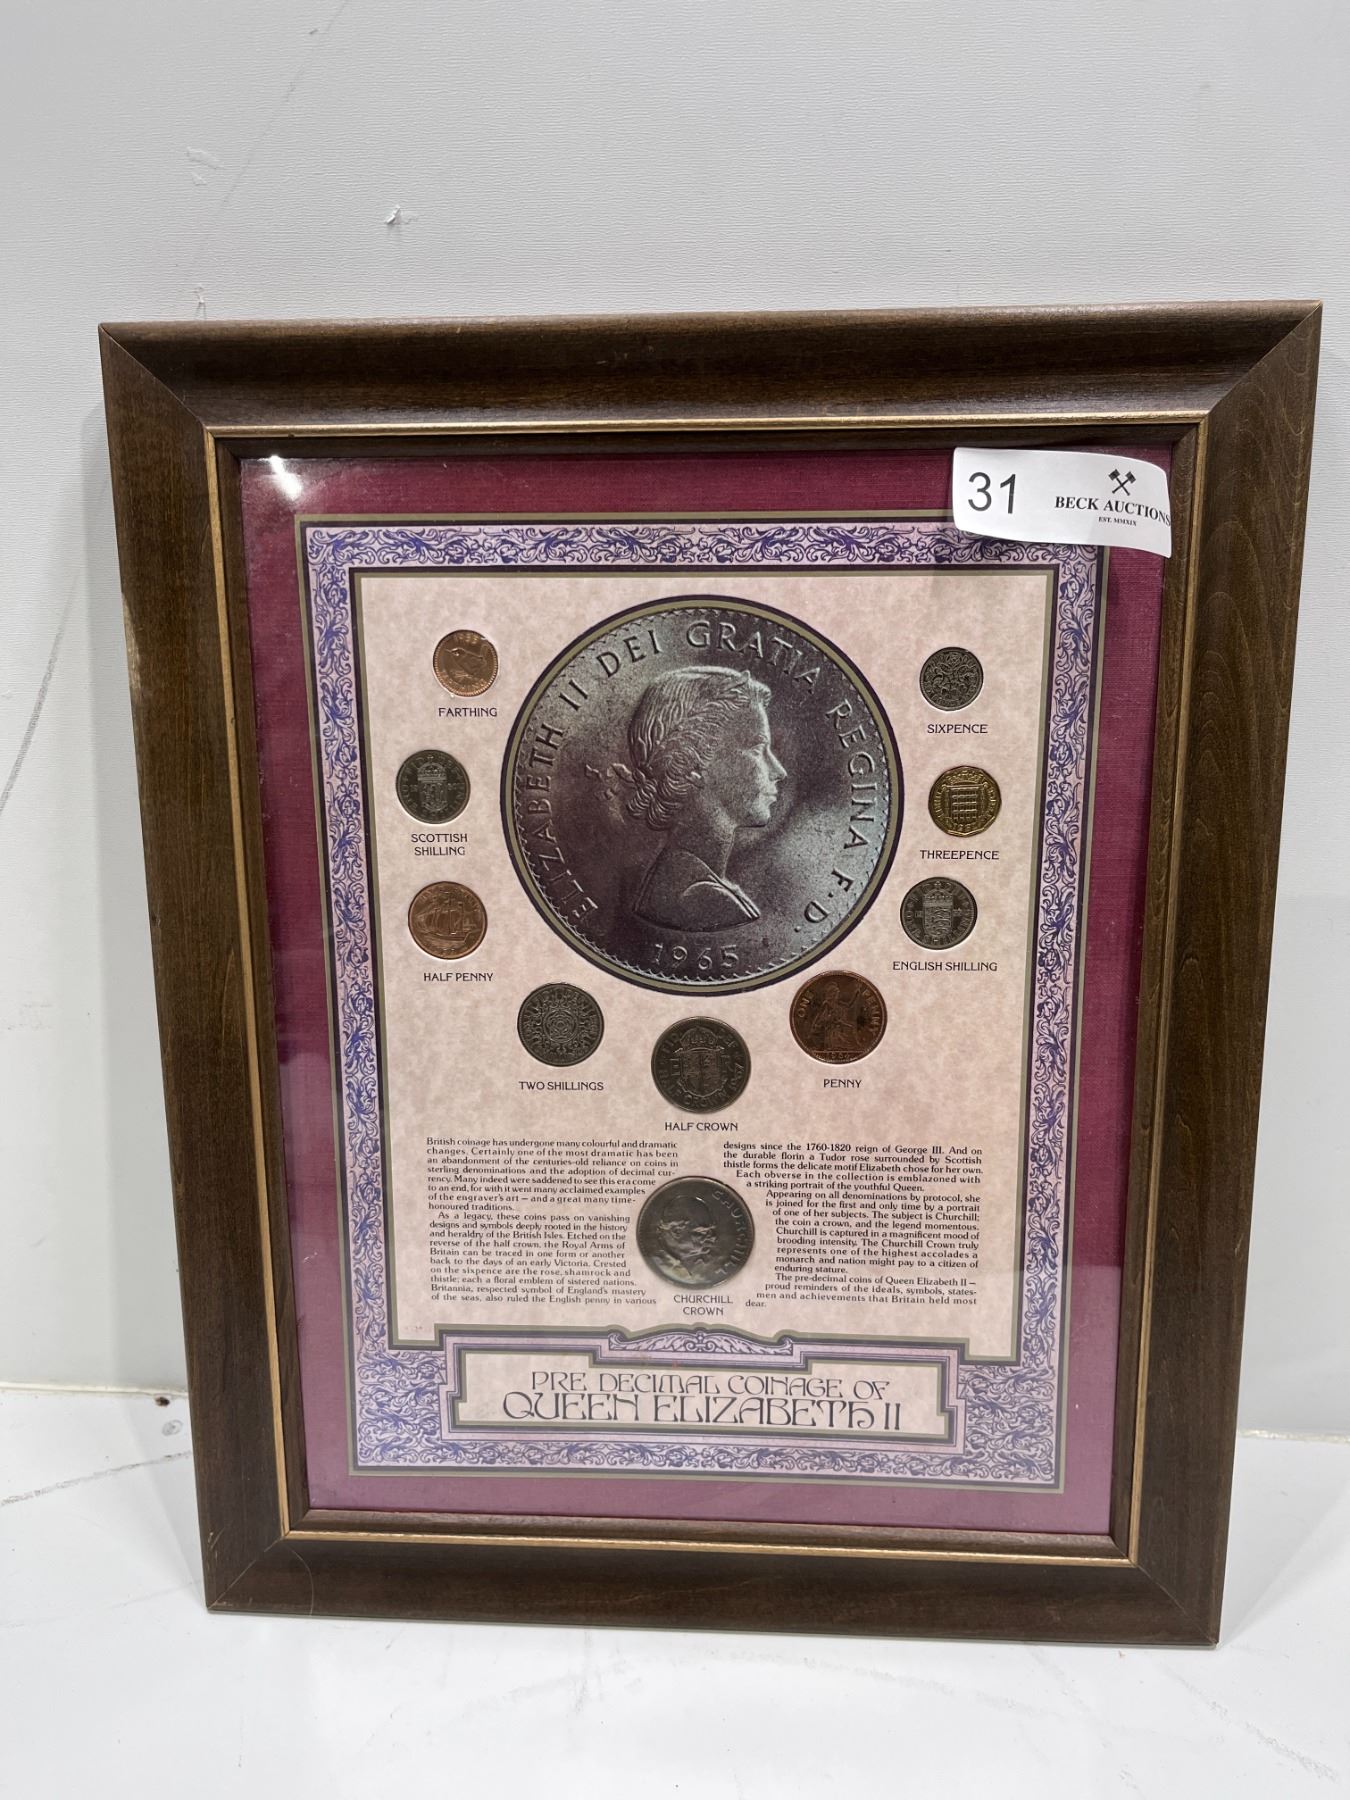 31
BECK AUCTIONS
EST. MMXIX
ELIZABETH II DEI GRATIA REGINA F·D·
1965
FARTHING
SIXPENCE
SCOTTISH
SHILLING
THREEPENCE
HALF PENNY
ENGLISH SHILLING
ONE PENNY
TWO SHILLINGS
PENNY
HALF CROWN
British coinage has undergone many colourful and dramatic
changes. Certainly one of the most dramatic has been
an abandonment of the centuries-old reliance on coins in
sterling denominations and the adoption of decimal cur-
rency. Many indeed were saddened to see this era come
to an end, for with it went many acclaimed examples
of the engraver's art – and a great many time-
honoured traditions.
As a legacy, these coins pass on vanishing
designs and symbols deeply rooted in the history
and heraldry of the British Isles. Etched on the
reverse of the half crown, the Royal Arms of
Britain can be traced in one form or another
back to the days of an early Victoria. Crested
on the sixpence are the rose, shamrock and
thistle; each a floral emblem of sistered nations.
Britannia, respected symbol of England's mastery
of the seas, also ruled the English penny in various
designs since the 1760-1820 reign of George III. And on
the durable florin a Tudor rose surrounded by Scottish
thistle forms the delicate motif Elizabeth chose for her own.
Each obverse in the collection is emblazoned with
a striking portrait of the youthful Queen.
Appearing on all denominations by protocol, she
is joined for the first and only time by a portrait
of one of her subjects. The subject is Churchill;
the coin a crown, and the legend momentous.
Churchill is captured in a magnificent mood of
brooding intensity. The Churchill Crown truly
represents one of the highest accolades a
monarch and nation might pay to a citizen of
enduring stature.
The pre-decimal coins of Queen Elizabeth II –
proud reminders of the ideals, symbols, states-
men and achievements that Britain held most
dear.
CHURCHILL
CHURCHILL
CROWN
PRE DECIMAL COINAGE OF
QUEEN ELIZABETH II